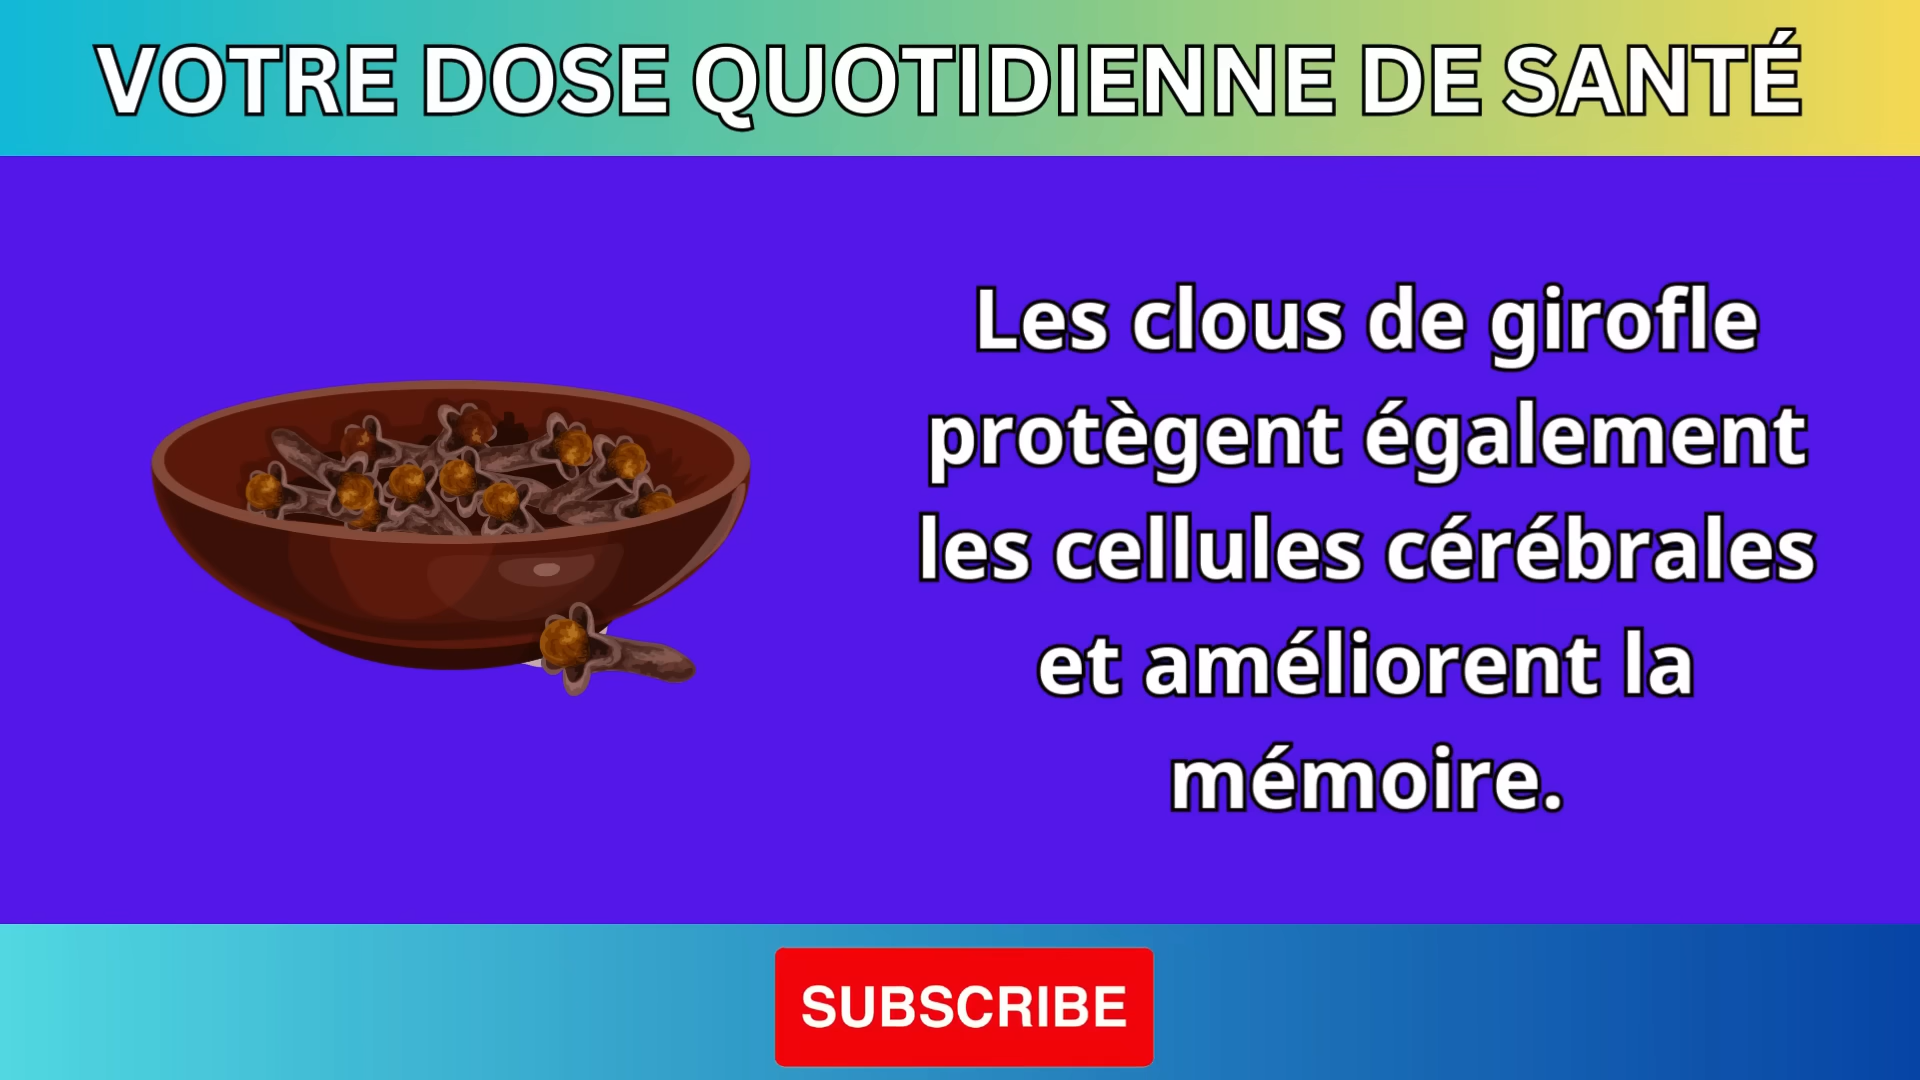 VOTRE DOSE QUOTIDIENNE DE SANTÉ
Les clous de girofle
protègent également
les cellules cérébrales
et améliorent la
mémoire.
SUBSCRIBE